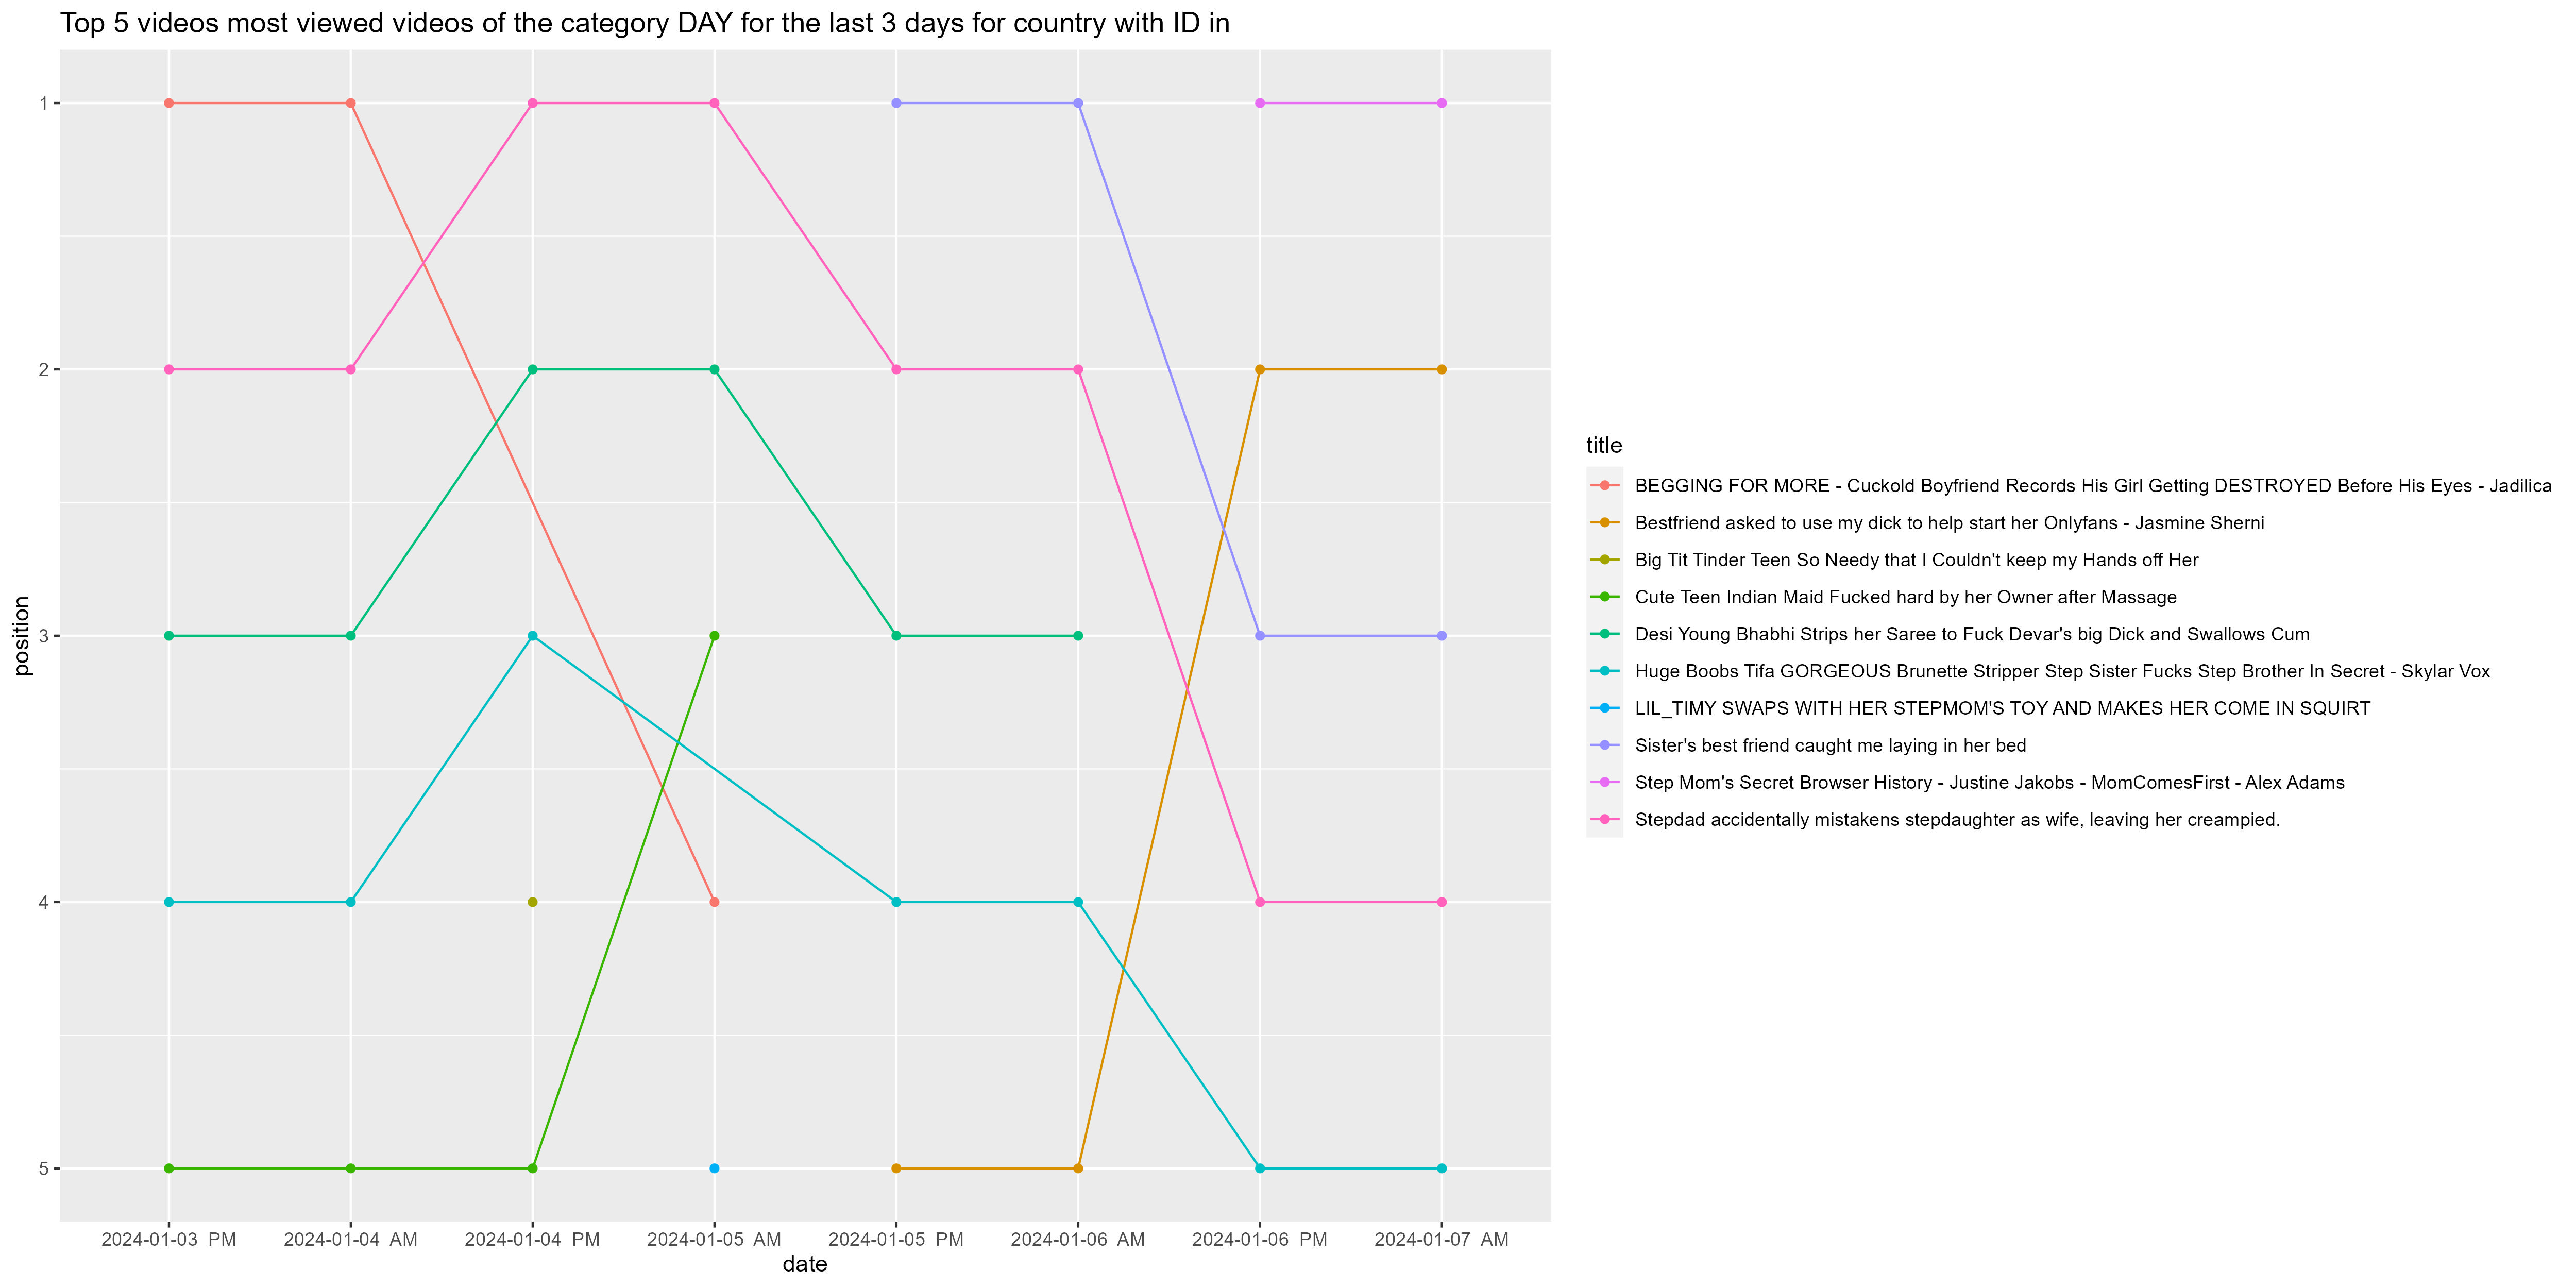 Top 5 videos most viewed videos of the category DAY for the last 3 days for country with ID in
position
1
2
3
4
5
2024-01-03 PM
2024-01-04 AM
2024-01-04 PM
2024-01-05 AM
2024-01-05 PM
2024-01-06 AM
2024-01-06 PM
2024-01-07 AM
date
title
BEGGING FOR MORE - Cuckold Boyfriend Records His Girl Getting DESTROYED Before His Eyes - Jadilica
Bestfriend asked to use my dick to help start her Onlyfans - Jasmine Sherni
Big Tit Tinder Teen So Needy that I Couldn't keep my Hands off Her
Cute Teen Indian Maid Fucked hard by her Owner after Massage
Desi Young Bhabhi Strips her Saree to Fuck Devar's big Dick and Swallows Cum
Huge Boobs Tifa GORGEOUS Brunette Stripper Step Sister Fucks Step Brother In Secret - Skylar Vox
LIL_TIMY SWAPS WITH HER STEPMOM'S TOY AND MAKES HER COME IN SQUIRT
Sister's best friend caught me laying in her bed
Step Mom's Secret Browser History - Justine Jakobs - MomComesFirst - Alex Adams
Stepdad accidentally mistakens stepdaughter as wife, leaving her creampied.